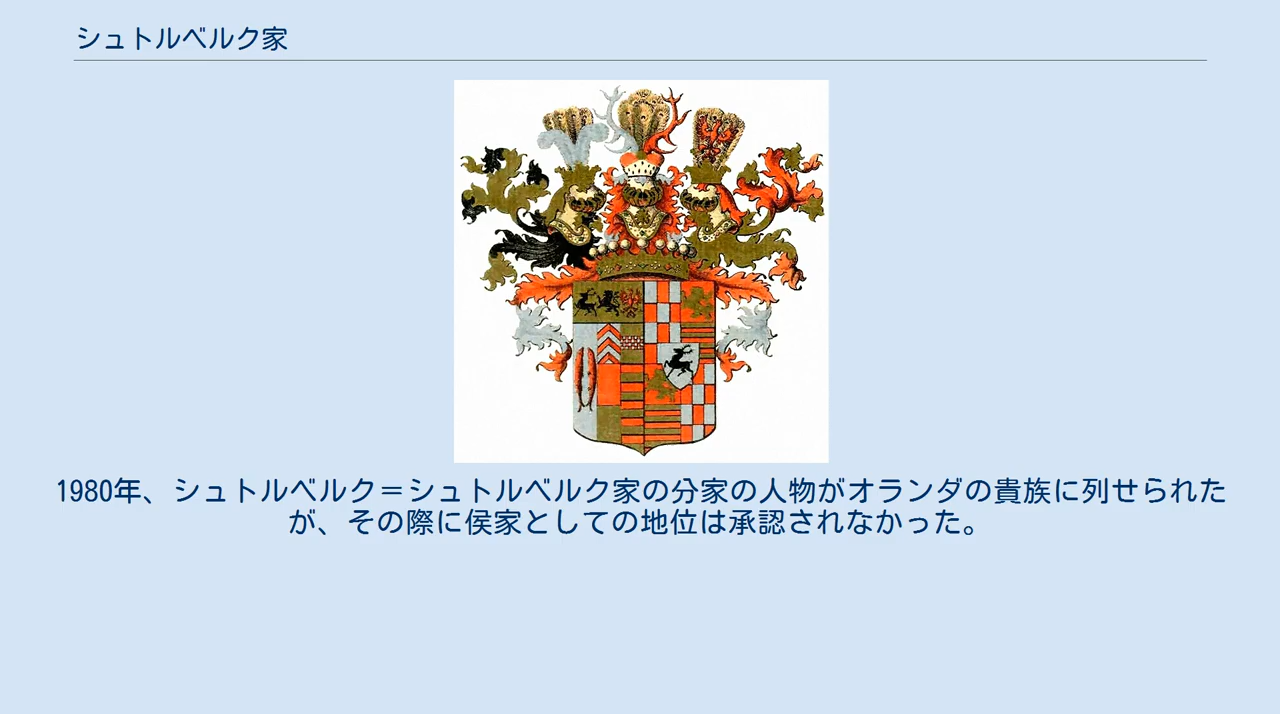 シュトルベルク家
1980年、シュトルベルク＝シュトルベルク家の分家の人物がオランダの貴族に列せられた
が、その際に侯家としての地位は承認されなかった。